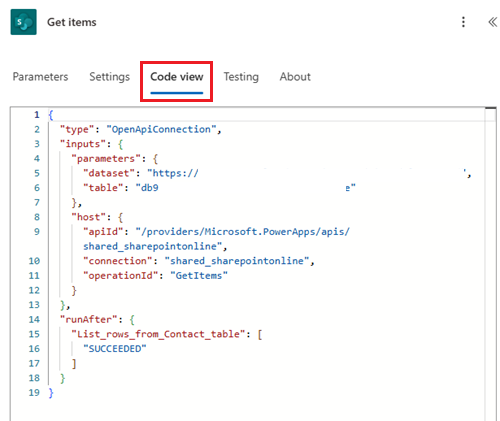 Get items
Parameters Settings Code view Testing About
1 {
2 "type": "OpenApiConnection",
3 "inputs": {
4 "parameters": {
5 "dataset": "https:// ",
6 "table": "db9 e"
7 },
8 "host": {
9 "apiId": "/providers/Microsoft.PowerApps/apis/
shared_sharepointonline",
10 "connection": "shared_sharepointonline",
11 "operationId": "GetItems"
12 }
13 },
14 "runAfter": {
15 "List_rows_from_Contact_table": [
16 "SUCCEEDED"
17 ]
18 }
19 }